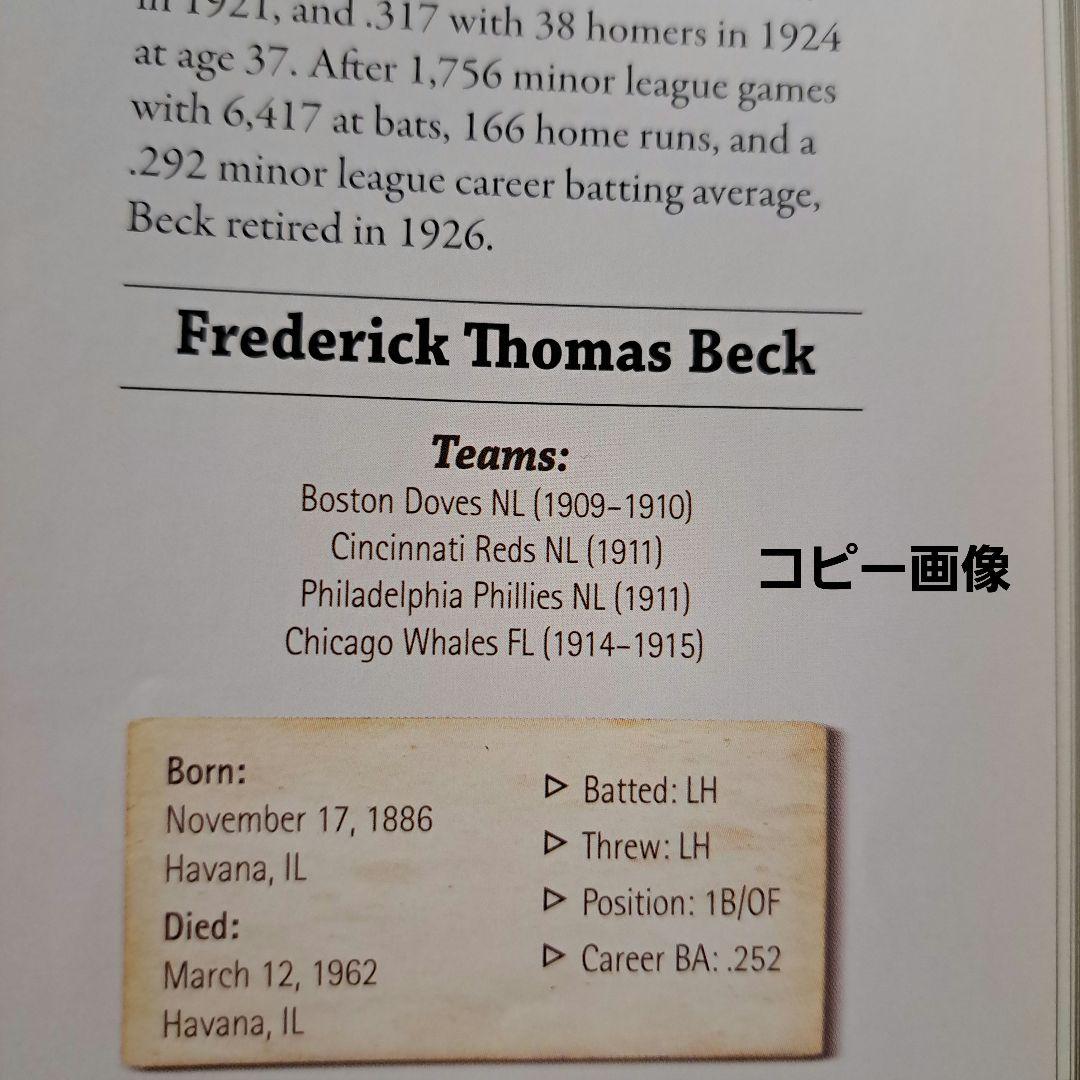 in 1921, and .317 with 38 homers in 1924
at age 37. After 1,756 minor league games
with 6,417 at bats, 166 home runs, and a
.292 minor league career batting average,
Beck retired in 1926.
Frederick Thomas Beck
Teams:
Boston Doves NL (1909–1910)
Cincinnati Reds NL (1911)
Philadelphia Phillies NL (1911)
Chicago Whales FL (1914–1915)
コピー画像
Born:
November 17, 1886
Havana, IL
Died:
March 12, 1962
Havana, IL
▷ Batted: LH
▷ Threw: LH
▷ Position: 1B/OF
▷ Career BA: .252